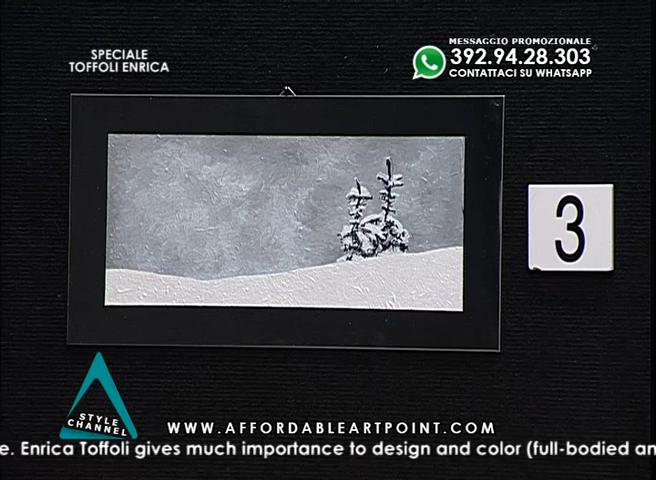 SPECIALE
TOFFOLI ENRICA
MESSAGGIO PROMOZIONALE
392.94.28.303
CONTATTACI SU WHATSAPP
3
STYLE
CHANNEL
WWW.AFFORDABLEARTPOINT.COM
e. Enrica Toffoli gives much importance to design and color (full-bodied an